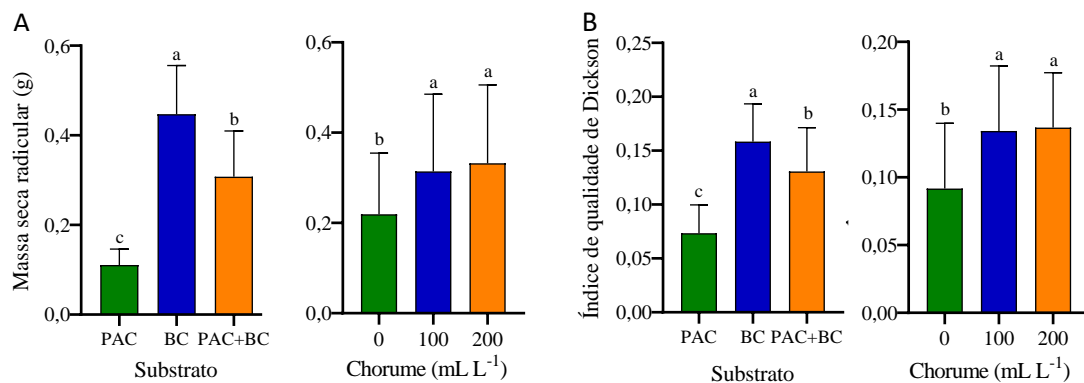 A
Massa seca radicular (g)
0,6
0,4
0,2
0,0
c
a
b
PAC BC PAC+BC
Substrato
0,6
0,4
0,2
0,0
b
a
a
0 100 200
Chorume (mL L⁻¹)
B
Índice de qualidade de Dickson
0,25
0,20
0,15
0,10
0,05
0,00
c
a
b
PAC BC PAC+BC
Substrato
0,20
0,15
0,10
0,05
0,00
b
a
a
0 100 200
Chorume (mL L⁻¹)